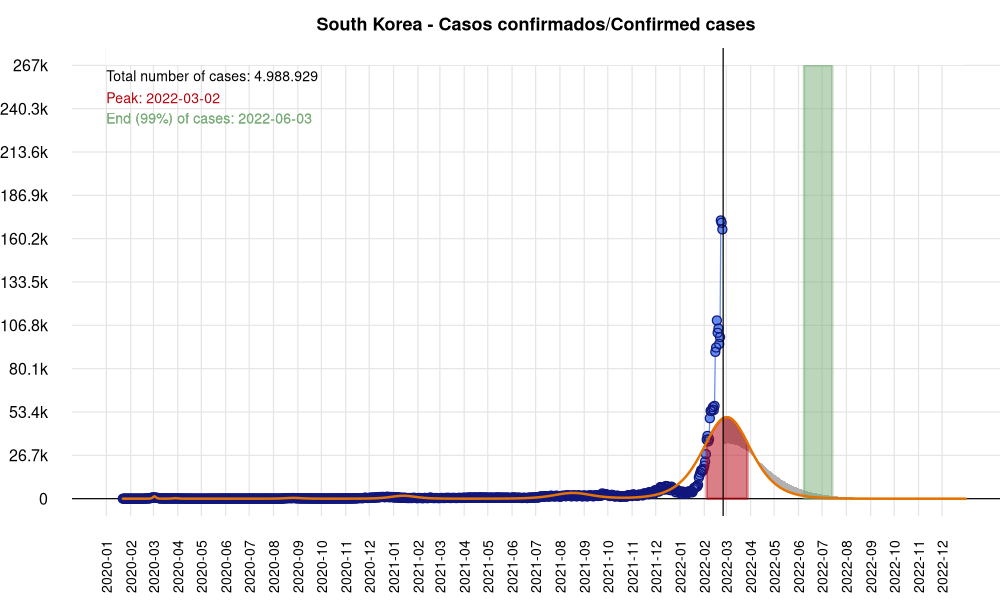 South Korea - Casos confirmados/Confirmed cases
267k
240.3k
213.6k
186.9k
160.2k
133.5k
106.8k
80.1k
53.4k
26.7k
0
Total number of cases: 4.988.929
Peak: 2022-03-02
End (99%) of cases: 2022-06-03
2020-01
2020-02
2020-03
2020-04
2020-05
2020-06
2020-07
2020-08
2020-09
2020-10
2020-11
2020-12
2021-01
2021-02
2021-03
2021-04
2021-05
2021-06
2021-07
2021-08
2021-09
2021-10
2021-11
2021-12
2022-01
2022-02
2022-03
2022-04
2022-05
2022-06
2022-07
2022-08
2022-09
2022-10
2022-11
2022-12